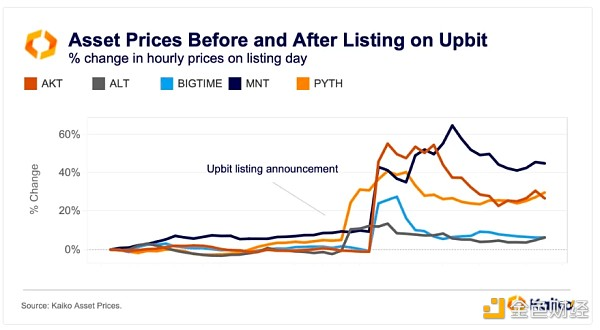 Asset Prices Before and After Listing on Upbit
% change in hourly prices on listing day
AKT ALT BIGTIME MNT PYTH
% Change
60%
40%
20%
0%
Upbit listing announcement
Source: Kaiko Asset Prices.
Kaiko
金色财经